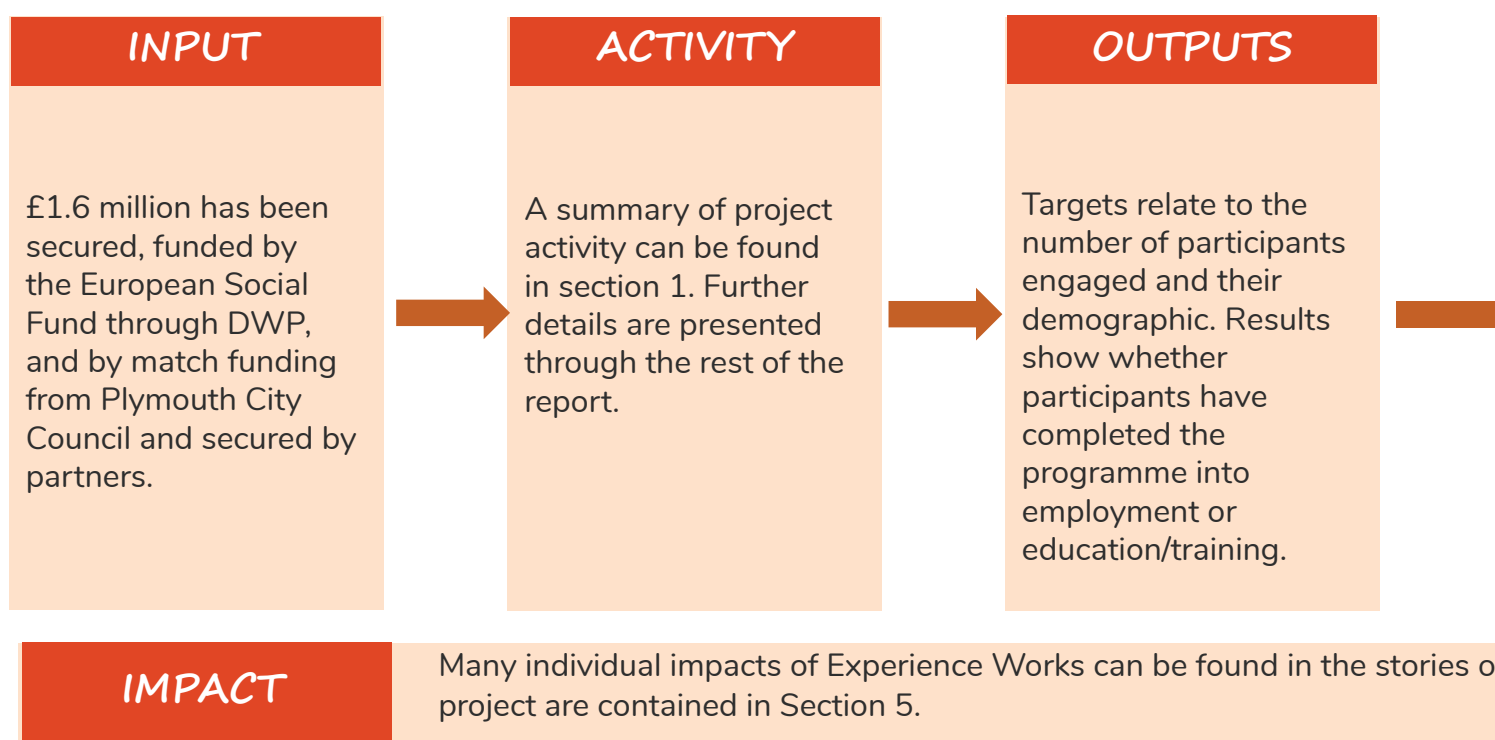 INPUT
£1.6 million has been
secured, funded by
the European Social
Fund through DWP,
and by match funding
from Plymouth City
Council and secured by
partners.
ACTIVITY
A summary of project
activity can be found
in section 1. Further
details are presented
through the rest of the
report.
OUTPUTS
Targets relate to the
number of participants
engaged and their
demographic. Results
show whether
participants have
completed the
programme into
employment or
education/training.
IMPACT
Many individual impacts of Experience Works can be found in the stories
project are contained in Section 5.